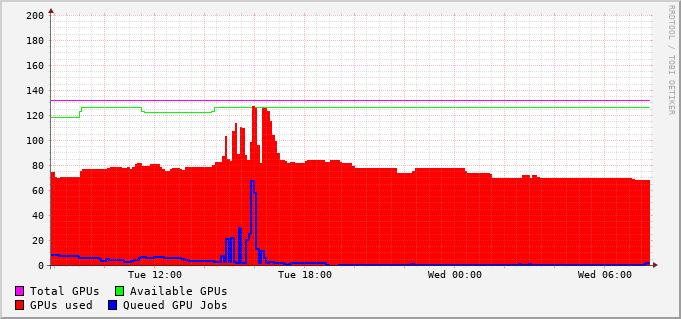 200
180
160
140
120
100
80
60
40
20
0
Tue 12:00 Tue 18:00 Wed 00:00 Wed 06:00
Total GPUs Available GPUs
GPUs used Queued GPU Jobs
RRDTOOL / TOBI OETIKER